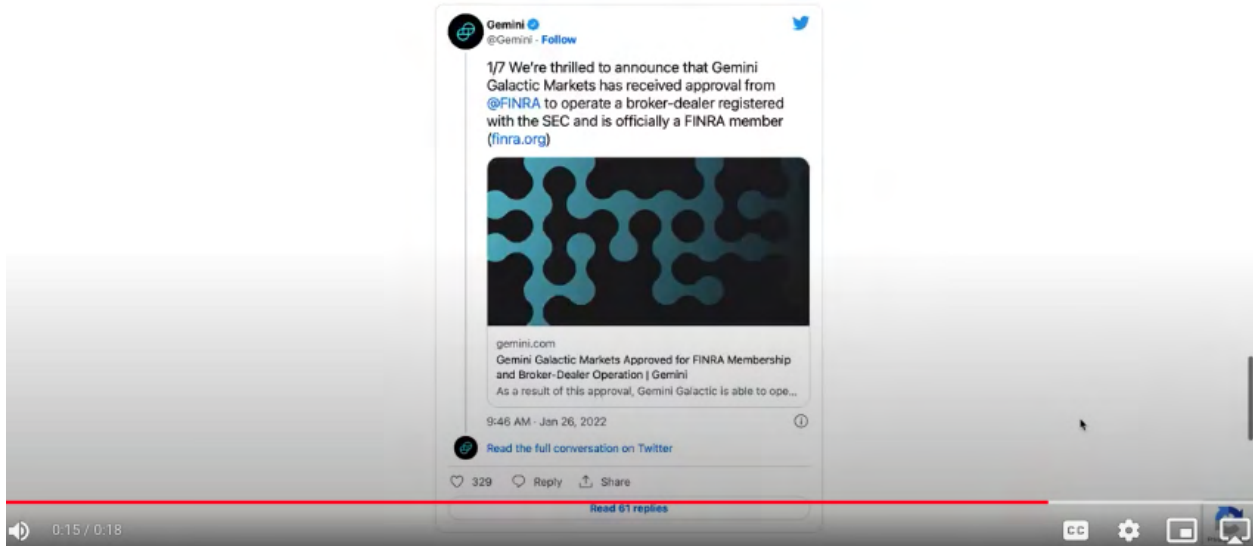 Gemini
@Gemini · Follow
1/7 We're thrilled to announce that Gemini
Galactic Markets has received approval from
@FINRA to operate a broker-dealer registered
with the SEC and is officially a FINRA member
(finra.org)
gemini.com
Gemini Galactic Markets Approved for FINRA Membership
and Broker-Dealer Operation | Gemini
As a result of this approval, Gemini Galactic is able to ope...
9:46 AM · Jan 26, 2022
Read the full conversation on Twitter
329 Reply Share
Read 61 replies
0:15 / 0:18
CC